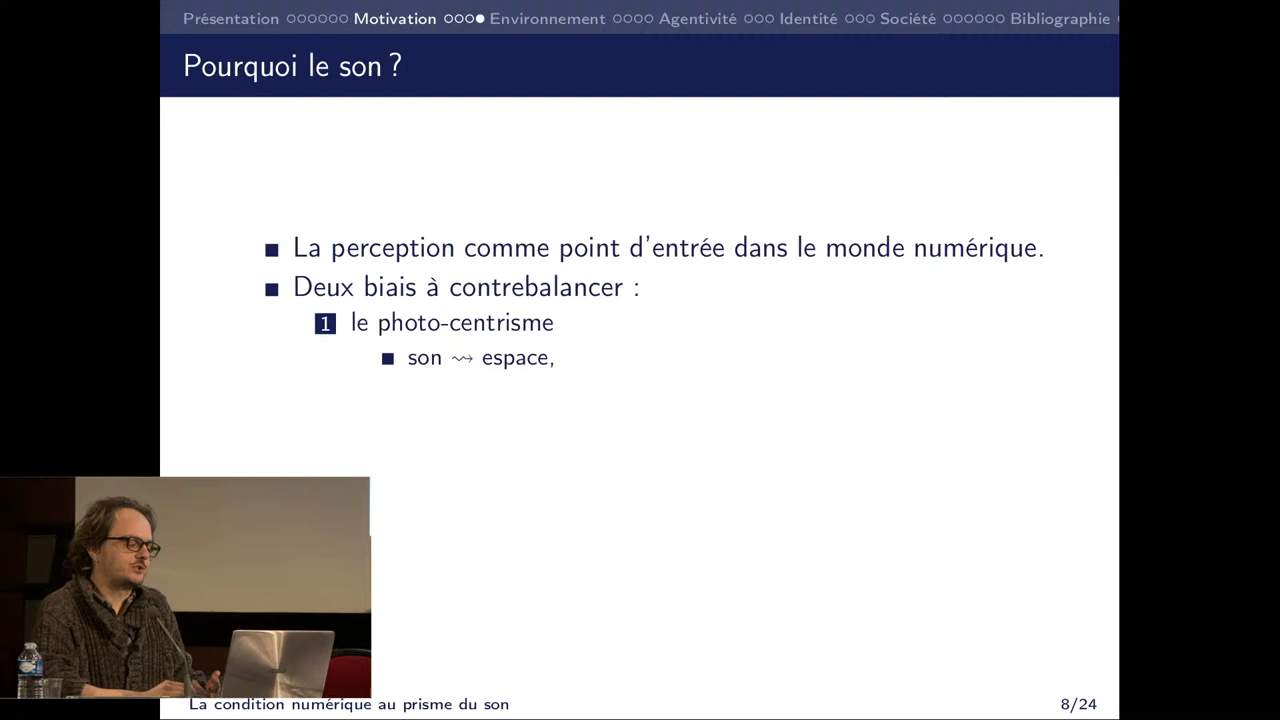 Présentation Motivation Environnement Agentivité Identité Société Bibliographie
Pourquoi le son ?
La perception comme point d'entrée dans le monde numérique.
Deux biais à contrebalancer :
1 le photo-centrisme
son ⇝ espace,
La condition numérique au prisme du son 8/24